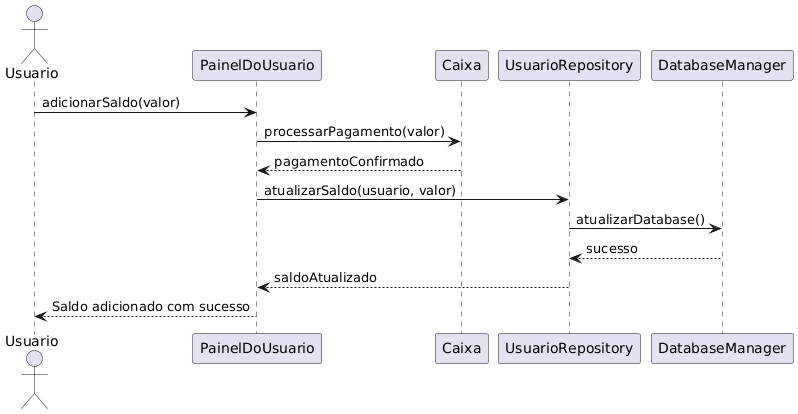 Usuario
PainelDoUsuario
Caixa
UsuarioRepository
DatabaseManager
adicionarSaldo(valor)
processarPagamento(valor)
pagamentoConfirmado
atualizarSaldo(usuario, valor)
atualizarDatabase()
sucesso
saldoAtualizado
Saldo adicionado com sucesso
Usuario
PainelDoUsuario
Caixa
UsuarioRepository
DatabaseManager